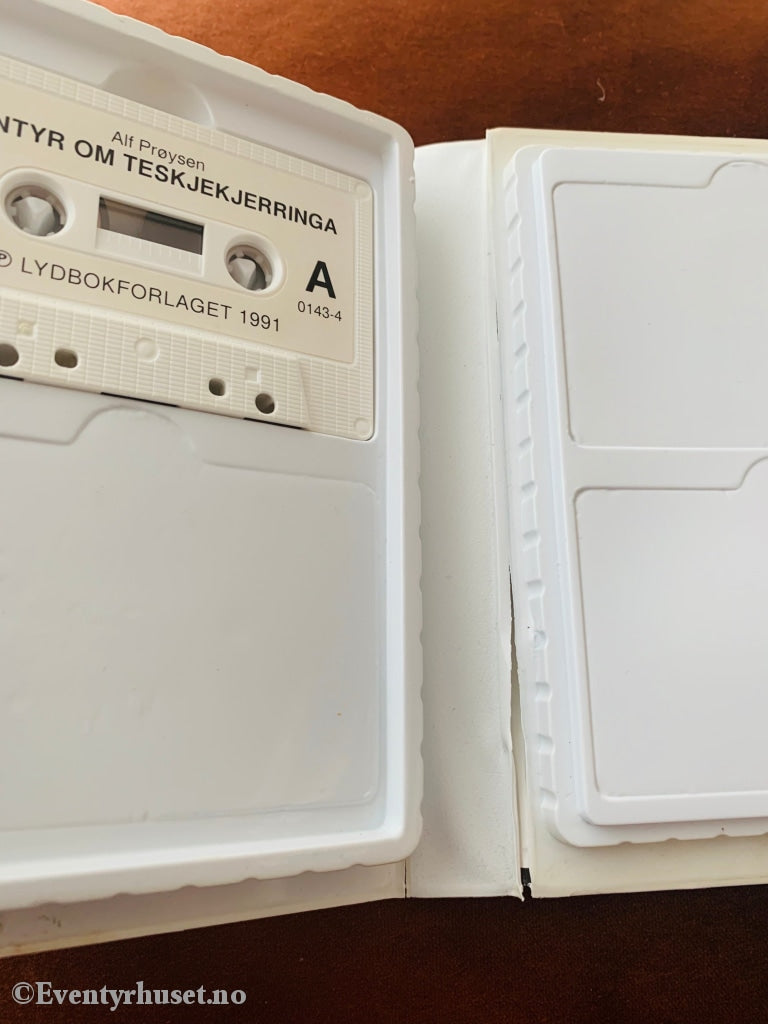 Alf Prøysen
NTYR OM TESKJEKJERRINGA
A
℗ LYDBOKFORLAGET 1991
0143-4
©Eventyrhuset.no